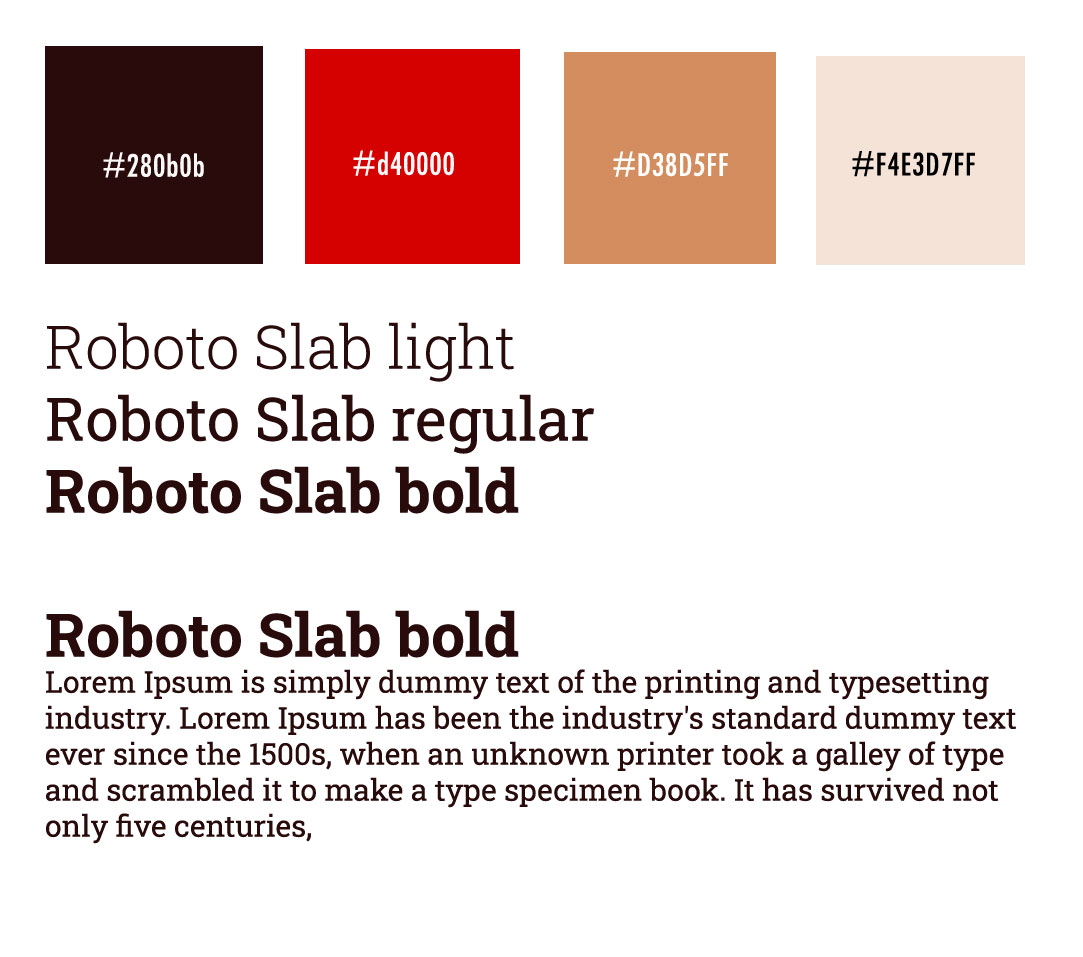 #280b0b
#d40000
#D38D5FF
#F4E3D7FF
Roboto Slab light
Roboto Slab regular
Roboto Slab bold
Roboto Slab bold
Lorem Ipsum is simply dummy text of the printing and typesetting
industry. Lorem Ipsum has been the industry's standard dummy text
ever since the 1500s, when an unknown printer took a galley of type
and scrambled it to make a type specimen book. It has survived not
only five centuries,